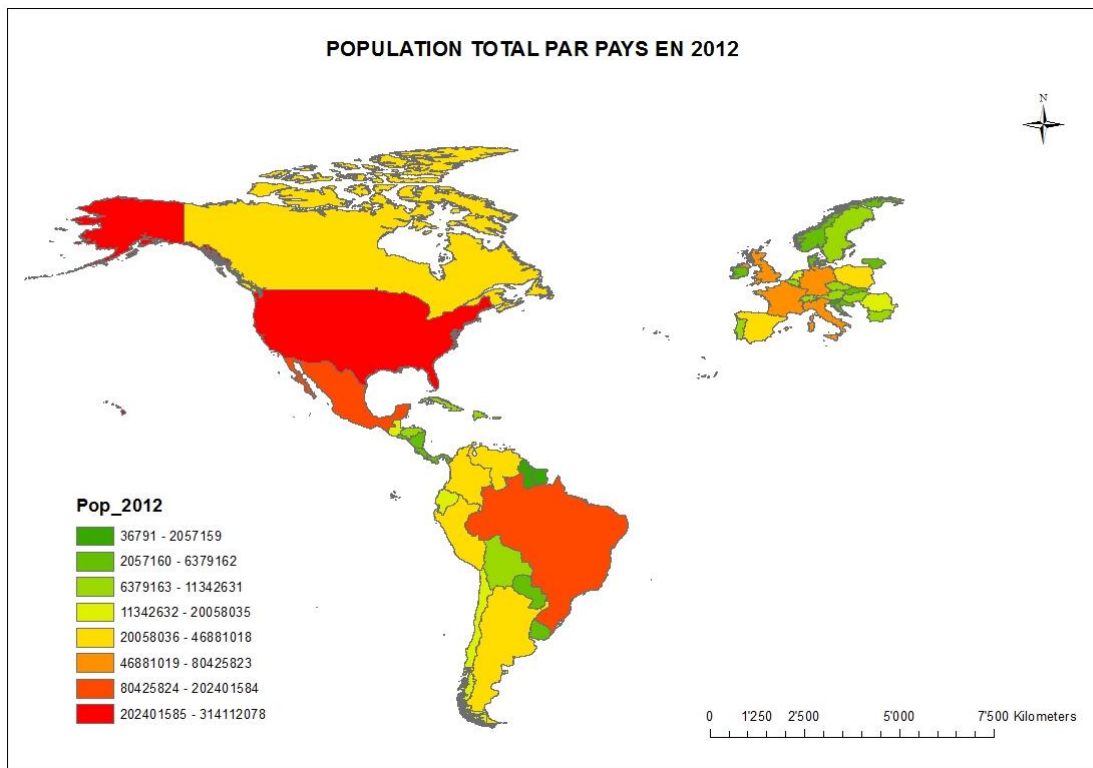 POPULATION TOTAL PAR PAYS EN 2012
N
Pop_2012
36791 - 2057159
2057160 - 6379162
6379163 - 11342631
11342632 - 20058035
20058036 - 46881018
46881019 - 80425823
80425824 - 202401584
202401585 - 314112078
0 1'250 2'500 5'000 7'500 Kilometers